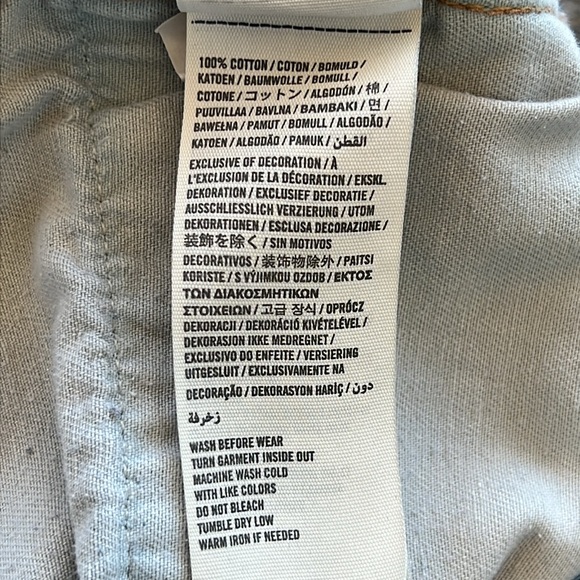 100% COTTON / COTON / BOMULD /
KATOEN / BAUMWOLLE / BOMULL /
COTONE / コットン / ALGODÓN / 棉 /
PUUVILLAA / BAVLNA / ΒΑΜΒΑΚΙ / 면 /
BAWEŁNA / PAMUT / BOMULL / ALGODÃO /
KATOEN / ALGODÃO / PAMUK / القطن
EXCLUSIVE OF DECORATION / À
L'EXCLUSION DE LA DÉCORATION / EKSKL.
DEKORATION / EXCLUSIEF DECORATIE /
AUSSCHLIESSLICH VERZIERUNG / UTOM
DEKORATIONEN / ESCLUSA DECORAZIONE /
装飾を除く / SIN MOTIVOS
DECORATIVOS / 装饰物除外 / PAITSI
KORISTE / S VÝJIMKOU OZDOB / ΕΚΤΟΣ
ΤΩΝ ΔΙΑΚΟΣΜΗΤΙΚΩΝ
ΣΤΟΙΧΕΙΩΝ / 고급 장식 / OPRÓCZ
DEKORACJI / DEKORÁCIÓ KIVÉTELÉVEL /
DEKORASJON IKKE MEDREGNET /
EXCLUSIVO DO ENFEITE / VERSIERING
UITGESLUIT / EXCLUSIVAMENTE NA
DECORAÇÃO / DEKORASYON HARİÇ / دون
زخرفة
WASH BEFORE WEAR
TURN GARMENT INSIDE OUT
MACHINE WASH COLD
WITH LIKE COLORS
DO NOT BLEACH
TUMBLE DRY LOW
WARM IRON IF NEEDED